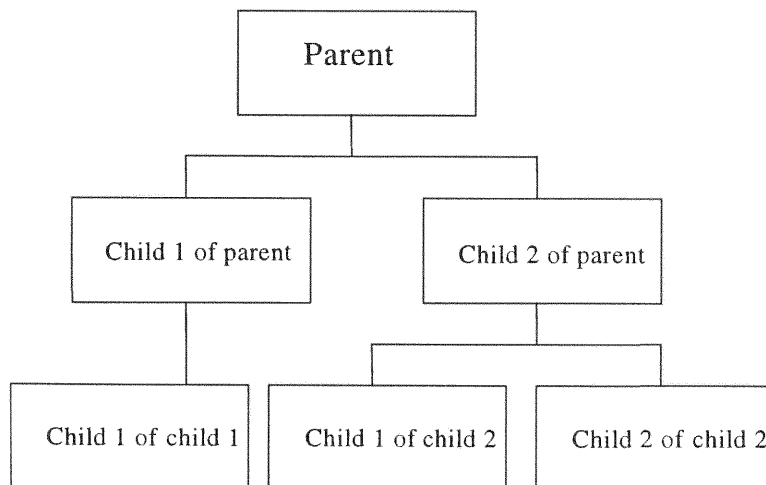 Parent
Child 1 of parent
Child 2 of parent
Child 1 of child 1
Child 1 of child 2
Child 2 of child 2